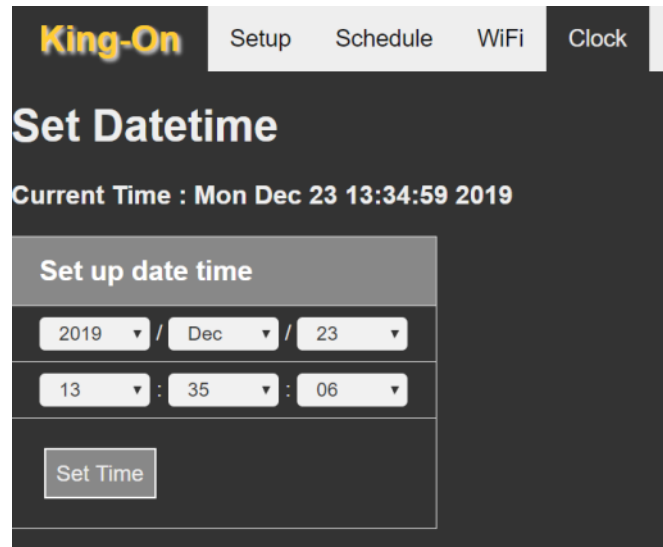 King-On Setup Schedule WiFi Clock
Set Datetime
Current Time : Mon Dec 23 13:34:59 2019
Set up date time
2019 / Dec / 23
13 : 35 : 06
Set Time